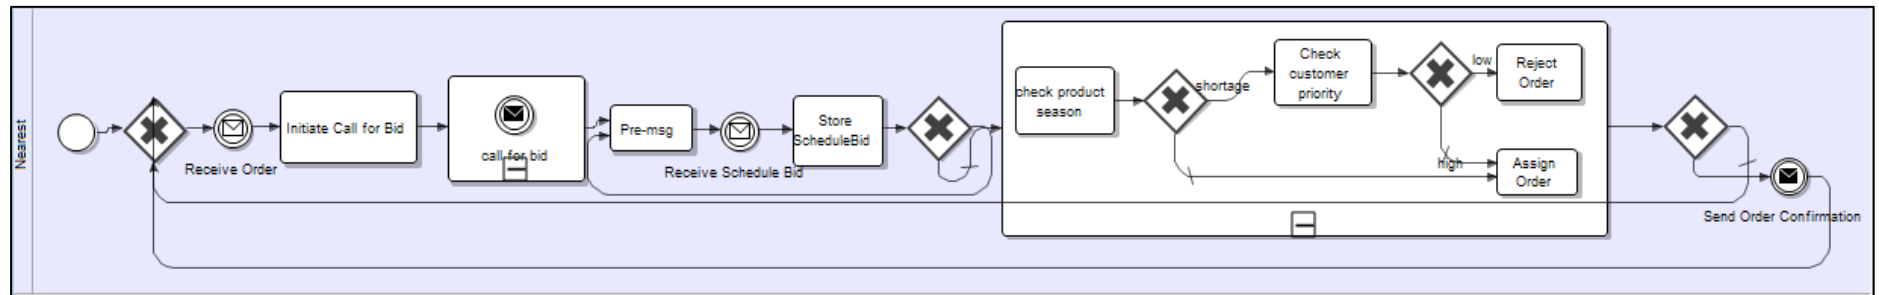 Nearest
Receive Order
Initiate Call for Bid
call for bid
Pre-msg
Receive Schedule Bid
Store
ScheduleBid
check product
season
shortage
Check
customer
priority
low
Reject
Order
high
Assign
Order
Send Order Confirmation